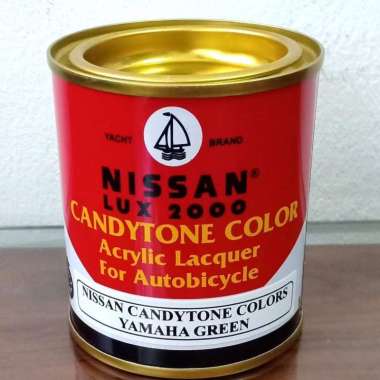 YACHT BRAND
NISSAN®
LUX 2000
CANDYTONE COLOR
Acrylic Lacquer
For Autobicycle
NISSAN CANDYTONE COLORS
YAMAHA GREEN